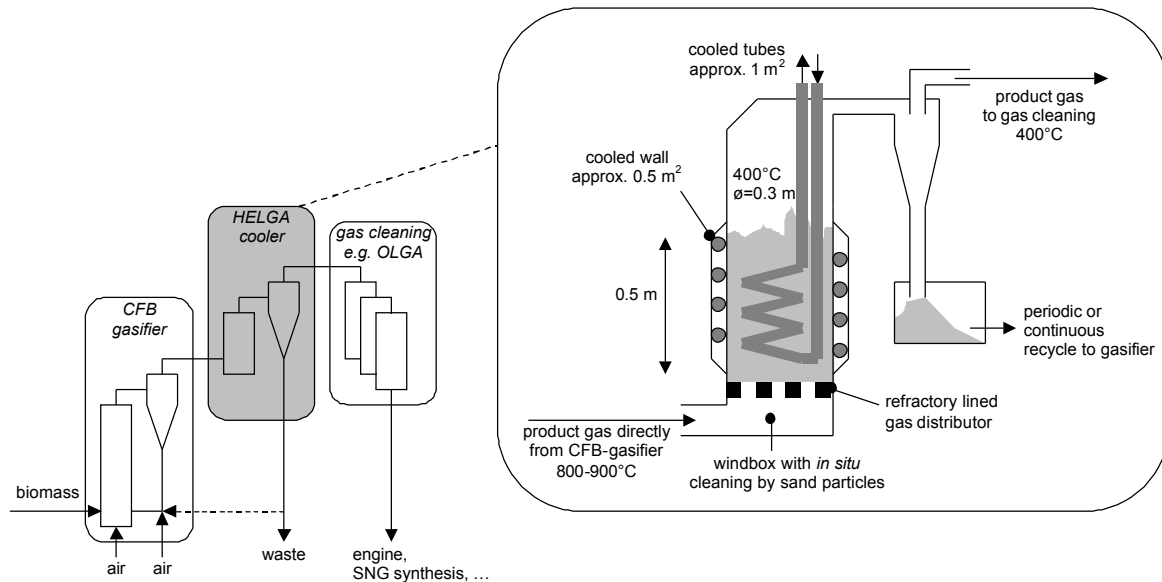 HELGA
cooler
gas cleaning
e.g. OLGA
CFB
gasifier
biomass
air
air
waste
engine,
SNG synthesis, …
cooled tubes
approx. 1 m²
product gas
to gas cleaning
400°C
cooled wall
approx. 0.5 m²
400°C
ø=0.3 m
0.5 m
periodic or
continuous
recycle to gasifier
refractory lined
gas distributor
product gas directly
from CFB-gasifier
800-900°C
windbox with in situ
cleaning by sand particles